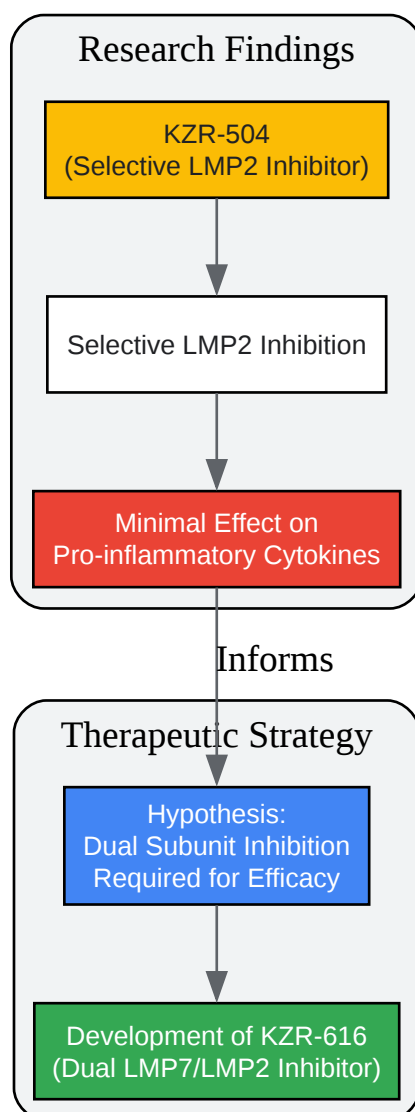 Research Findings
KZR-504
(Selective LMP2 Inhibitor)
Selective LMP2 Inhibition
Minimal Effect on
Pro-inflammatory Cytokines
Informs
Therapeutic Strategy
Hypothesis:
Dual Subunit Inhibition
Required for Efficacy
Development of KZR-616
(Dual LMP7/LMP2 Inhibitor)